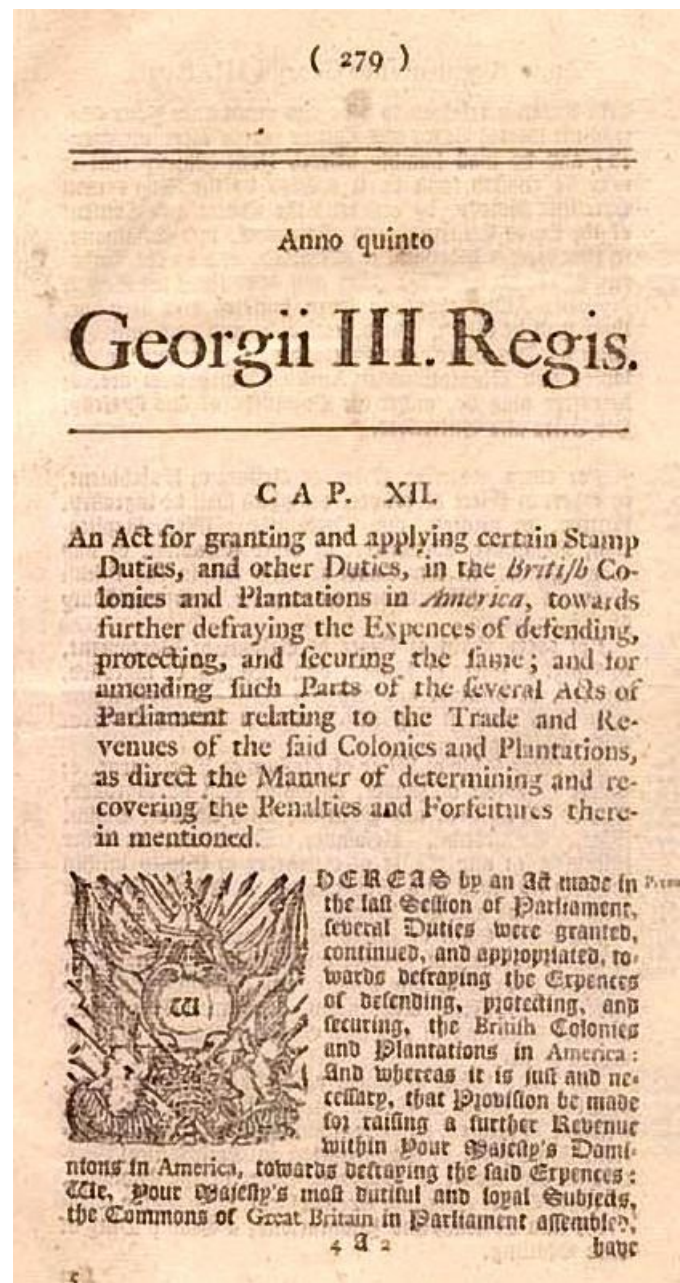 ( 279 )
Anno quinto
Georgii III. Regis.
C A P. XII.
An Act for granting and applying certain Stamp
Duties, and other Duties, in the Britiſh Co-
lonies and Plantations in America, towards
further defraying the Expences of defending,
protecting, and ſecuring the ſame; and for
amending ſuch Parts of the ſeveral Acts of
Parliament relating to the Trade and Re-
venues of the ſaid Colonies and Plantations,
as direct the Manner of determining and re-
covering the Penalties and Forfeitures there-
in mentioned.
W
HEREAS by an Act made in
the laſt Seſſion of Parliament,
ſeveral Duties were granted,
continued, and appropriated, to-
wards defraying the Expences
of defending, protecting, and
ſecuring, the Britiſh Colonies
and Plantations in America:
And whereas it is juſt and ne-
ceſſary, that Proviſion be made
for raiſing a further Revenue
within Your Majeſty's Domi-
nions in America, towards defraying the ſaid Expences:
We, Your Majeſty's moſt dutiful and loyal Subjects,
the Commons of Great Britain in Parliament aſſembled,
4 A 2 have